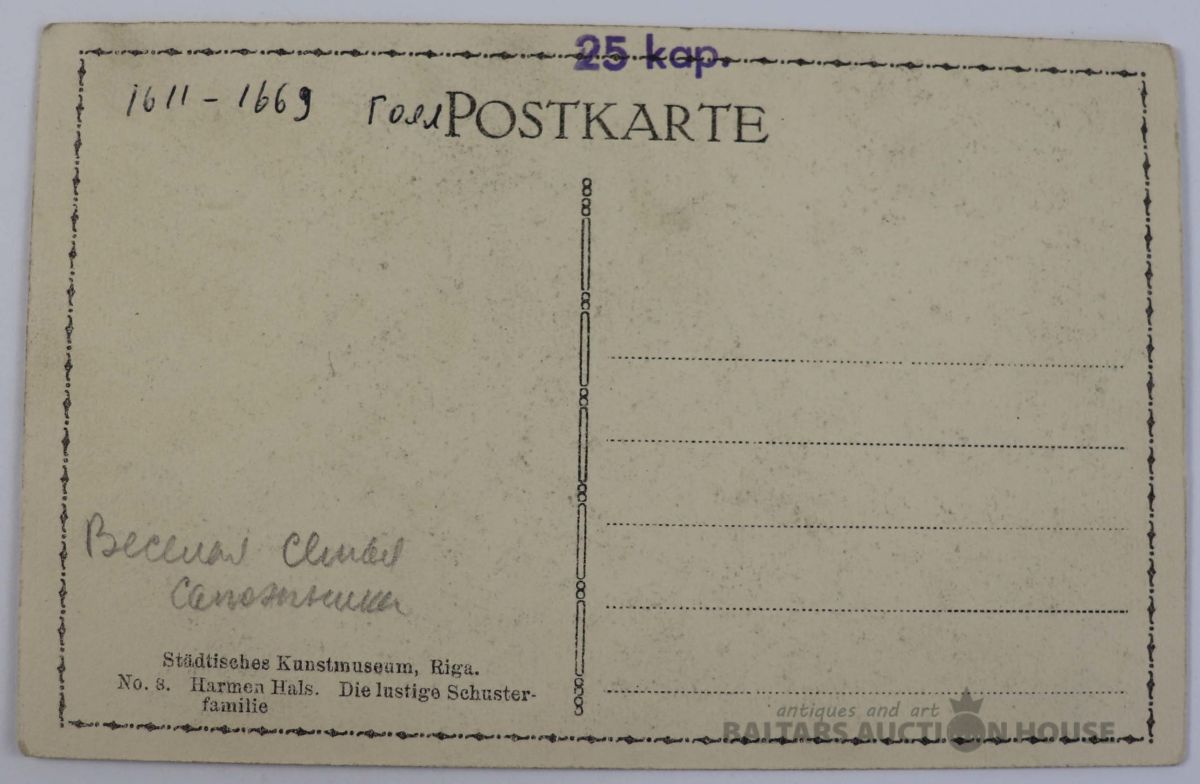 25 kap.
1611 - 1669 Голл
POSTKARTE
Веселая семья
сапожника
Städtisches Kunstmuseum, Riga.
No. 8. Harmen Hals. Die lustige Schuster-
familie
antiques and art
BALTARS AUCTION HOUSE